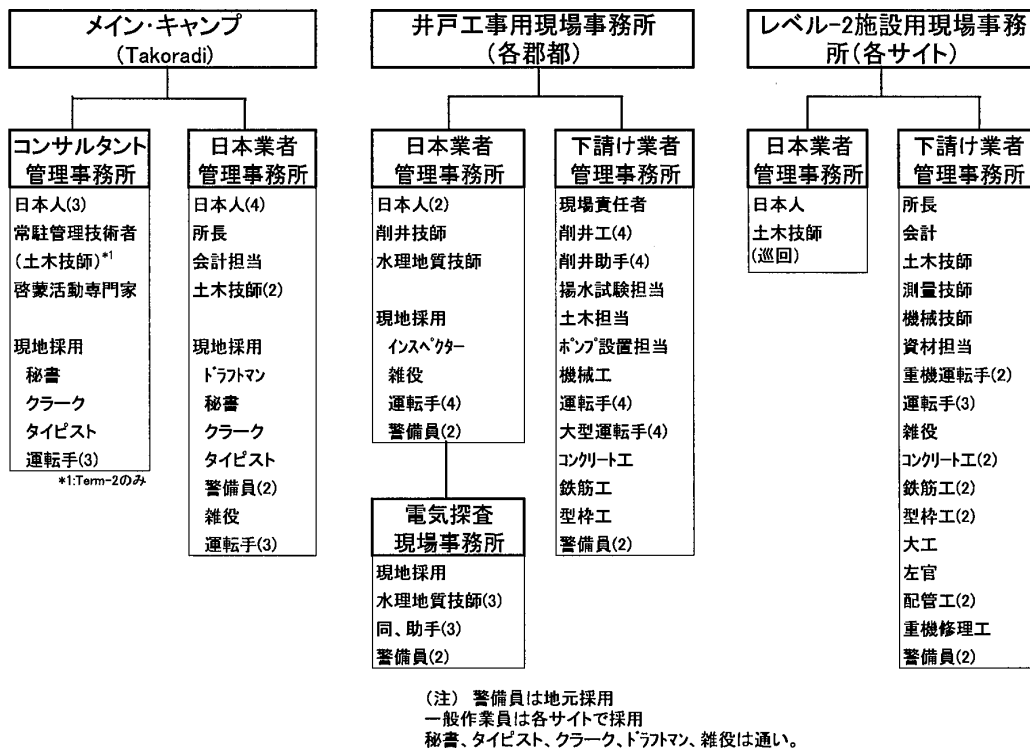 メイン・キャンプ
(Takoradi)
コンサルタント
管理事務所
日本人(3)
常駐管理技術者
(土木技師)*1
啓蒙活動専門家
現地採用
秘書
クラーク
タイピスト
運転手(3)
*1:Term-2のみ
日本業者
管理事務所
日本人(4)
所長
会計担当
土木技師(2)
現地採用
ﾄﾞﾗﾌﾄマン
秘書
クラーク
タイピスト
警備員(2)
雑役
運転手(3)
井戸工事用現場事務所
(各郡都)
日本業者
管理事務所
日本人(2)
削井技師
水理地質技師
現地採用
ｲﾝｽﾍﾟｸﾀー
雑役
運転手(4)
警備員(2)
電気探査
現場事務所
現地採用
水理地質技師(3)
同、助手(3)
警備員(2)
下請け業者
管理事務所
現場責任者
削井工(4)
削井助手(4)
揚水試験担当
土木担当
ﾎﾟﾝﾌﾟ設置担当
機械工
運転手(4)
大型運転手(4)
ｺﾝｸﾘｰﾄ工
鉄筋工
型枠工
警備員(2)
レベル-2施設用現場事務
所(各サイト)
日本業者
管理事務所
日本人
土木技師
(巡回)
下請け業者
管理事務所
所長
会計
土木技師
測量技師
機械技師
資材担当
重機運転手(2)
運転手(3)
雑役
ｺﾝｸﾘｰﾄ工(2)
鉄筋工(2)
型枠工(2)
大工
左官
配管工(2)
重機修理工
警備員(2)
(注) 警備員は地元採用
一般作業員は各サイトで採用
秘書、タイピスト、クラーク、ﾄﾞﾗﾌﾄマン、雑役は通い。